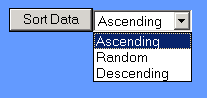 Sort Data Ascending
Ascending
Random
Descending